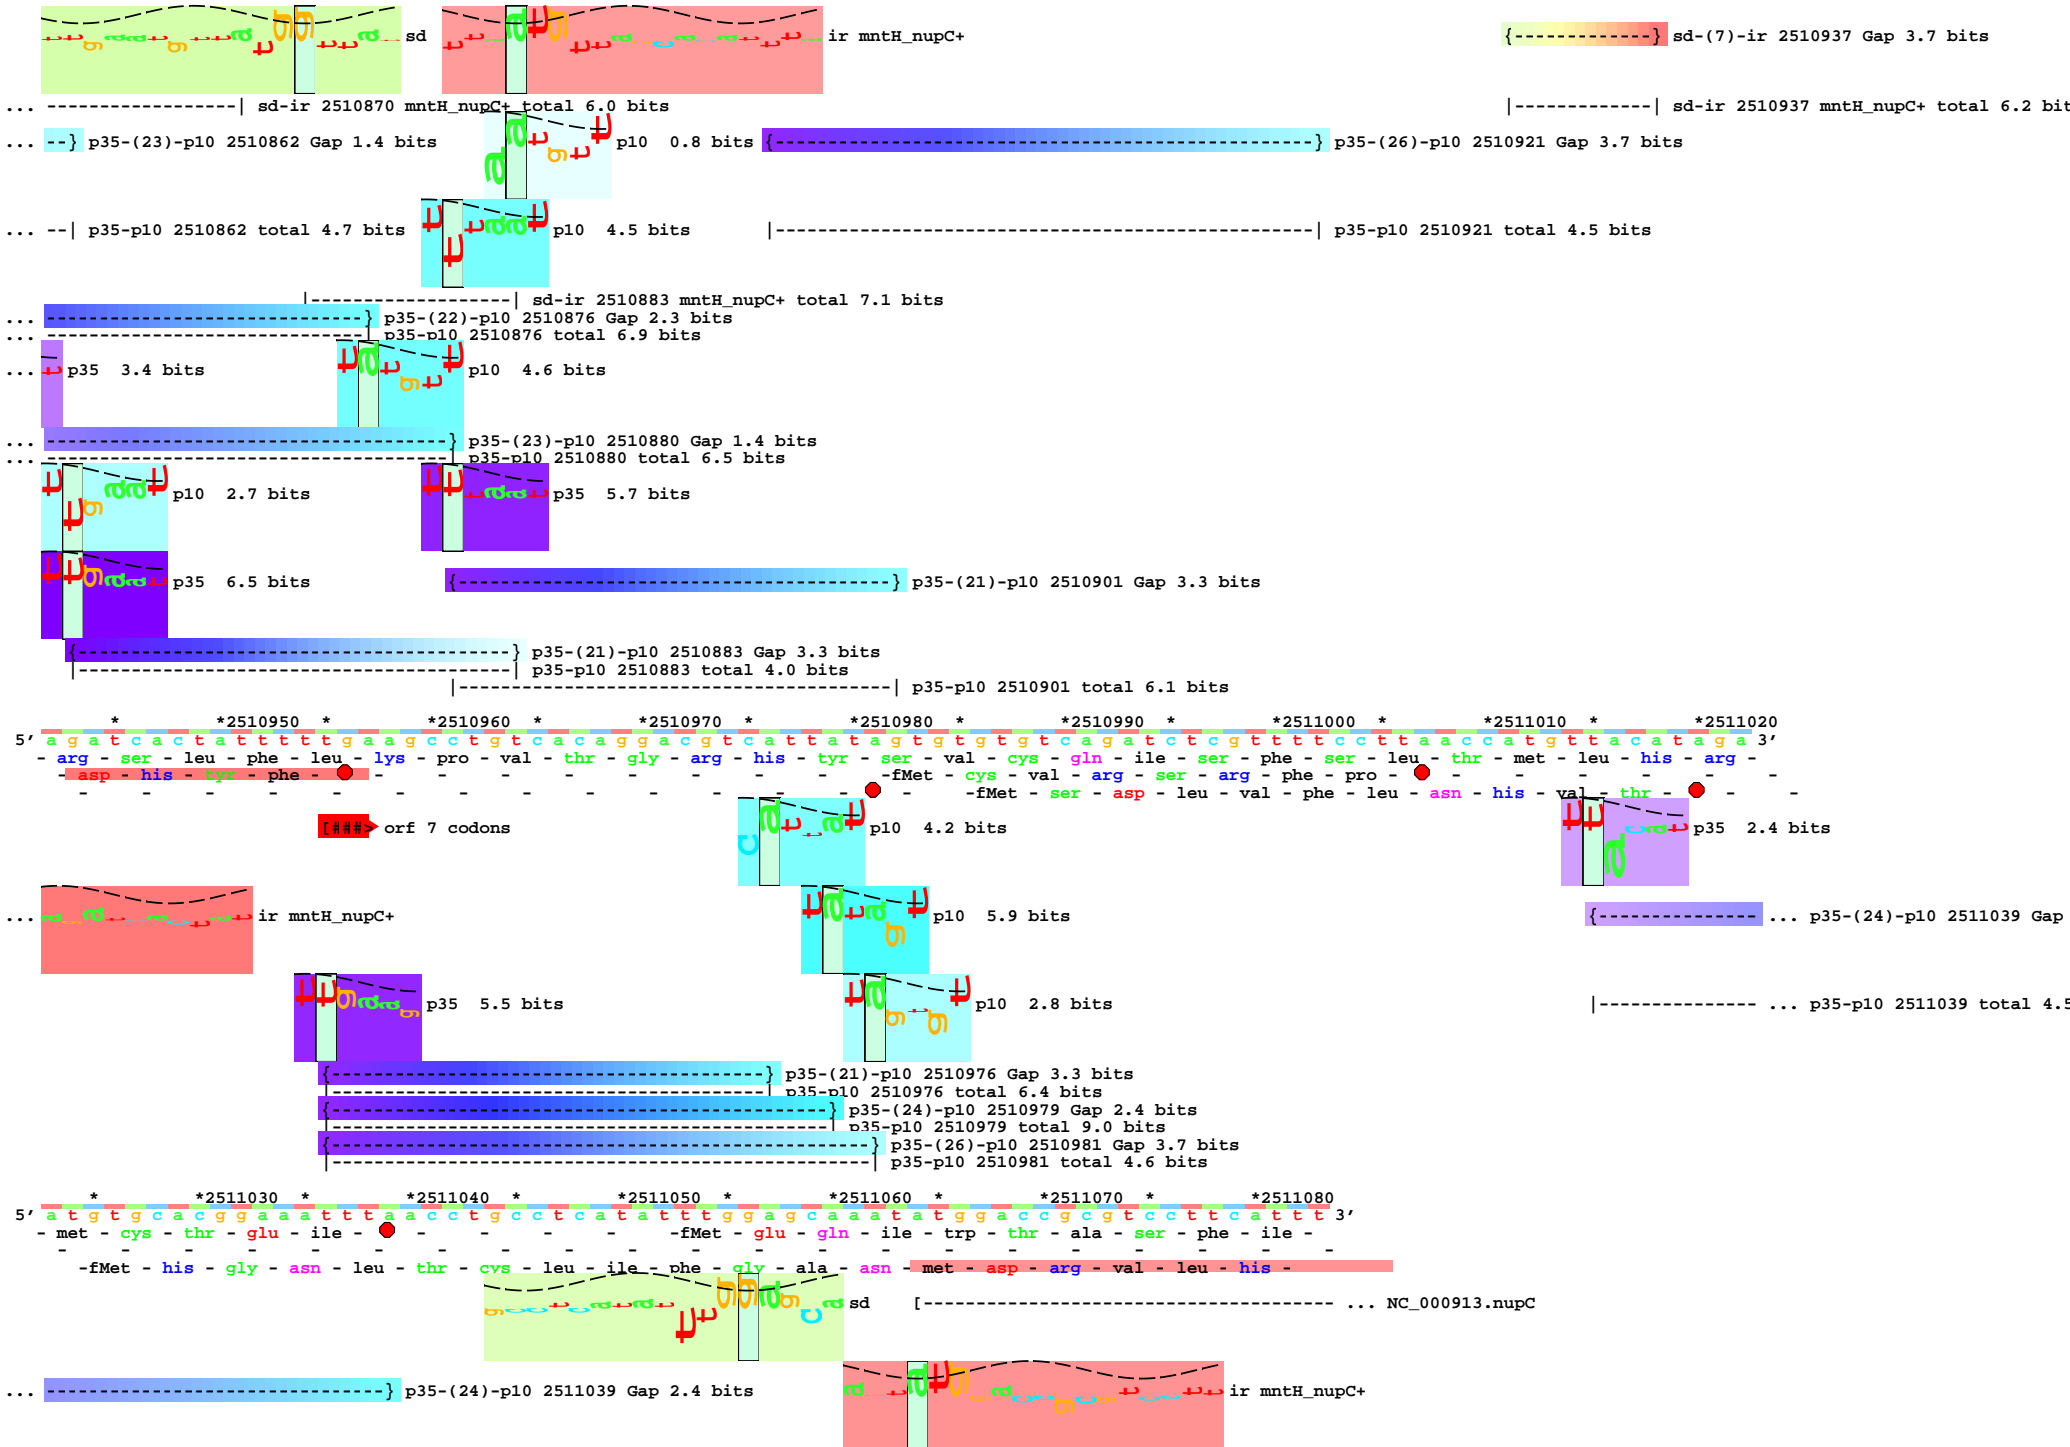 sd ir mntH_nupC+ {------------} sd-(7)-ir 2510937 Gap 3.7 bits
... ------------------| sd-ir 2510870 mntH_nupC+ total 6.0 bits |-------------| sd-ir 2510937 mntH_nupC+ total 6.2 bit
... --} p35-(23)-p10 2510862 Gap 1.4 bits p10 0.8 bits {----------------------------------------------------} p35-(26)-p10 2510921 Gap 3.7 bits
... --| p35-p10 2510862 total 4.7 bits p10 4.5 bits |---------------------------------------------------| p35-p10 2510921 total 4.5 bits
|-------------------| sd-ir 2510883 mntH_nupC+ total 7.1 bits
... ------------------------------} p35-(22)-p10 2510876 Gap 2.3 bits
... ------------------------------| p35-p10 2510876 total 6.9 bits
... p35 3.4 bits p10 4.6 bits
... --------------------------------------} p35-(23)-p10 2510880 Gap 1.4 bits
... --------------------------------------| p35-p10 2510880 total 6.5 bits
p10 2.7 bits p35 5.7 bits
p35 6.5 bits {------------------------------------------} p35-(21)-p10 2510901 Gap 3.3 bits
{-----------------------------------------} p35-(21)-p10 2510883 Gap 3.3 bits
|-----------------------------------------| p35-p10 2510883 total 4.0 bits
|-----------------------------------------| p35-p10 2510901 total 6.1 bits
* *2510950 * *2510960 * *2510970 * *2510980 * *2510990 * *2511000 * *2511010 * *2511020
5’ a g a t c a c t a t t t t t g a a g c c t g t c a c a g g a c g t c a t t a t a g t g t g t g t c a g a t c t c g t t t t c c t t a a c c a t g t t a c a t a g a 3’
- arg - ser - leu - phe - leu - lys - pro - val - thr - gly - arg - his - tyr - ser - val - cys - gln - ile - ser - phe - ser - leu - thr - met - leu - his - arg -
- asp - his - tyr - phe - - - - - - - - - -fMet - cys - val - arg - ser - arg - phe - pro - - - - - - -
- - - - - - - - - - - - - - -fMet - ser - asp - leu - val - phe - leu - asn - his - val - thr - - -
[###> orf 7 codons p10 4.2 bits p35 2.4 bits
... ir mntH_nupC+ p10 5.9 bits {------------ ... p35-(24)-p10 2511039 Gap
p35 5.5 bits p10 2.8 bits |--------------- ... p35-p10 2511039 total 4.5
{-----------------------------------------} p35-(21)-p10 2510976 Gap 3.3 bits
|-----------------------------------------| p35-p10 2510976 total 6.4 bits
{-----------------------------------------------} p35-(24)-p10 2510979 Gap 2.4 bits
|-----------------------------------------------| p35-p10 2510979 total 9.0 bits
{---------------------------------------------------} p35-(26)-p10 2510981 Gap 3.7 bits
|---------------------------------------------------| p35-p10 2510981 total 4.6 bits
* *2511030 * *2511040 * *2511050 * *2511060 * *2511070 * *2511080
5’ a t g t g c a c g g a a a t t t a a c c t g c c t c a t a t t t g g a g c a a a t a t g g a c c g c g t c c t t c a t t t 3’
- met - cys - thr - glu - ile - - - - - -fMet - glu - gln - ile - trp - thr - ala - ser - phe - ile -
- - - - - - - - - - - - - - - - - - - - -
-fMet - his - gly - asn - leu - thr - cys - leu - ile - phe - gly - ala - asn - met - asp - arg - val - leu - his -
sd [--------------------------------------- ... NC_000913.nupC
... --------------------------------} p35-(24)-p10 2511039 Gap 2.4 bits ir mntH_nupC+